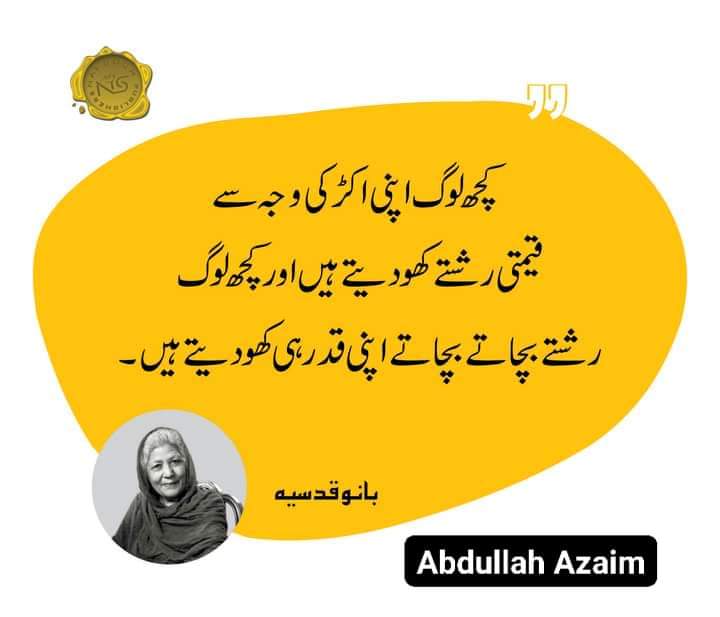 کچھ لوگ اپنی اکڑ کی وجہ سے
قیمتی رشتے کھو دیتے ہیں اور کچھ لوگ
رشتے بچاتے بچاتے اپنی قدر ہی کھو دیتے ہیں۔
بانو قدسیہ
Abdullah Azaim